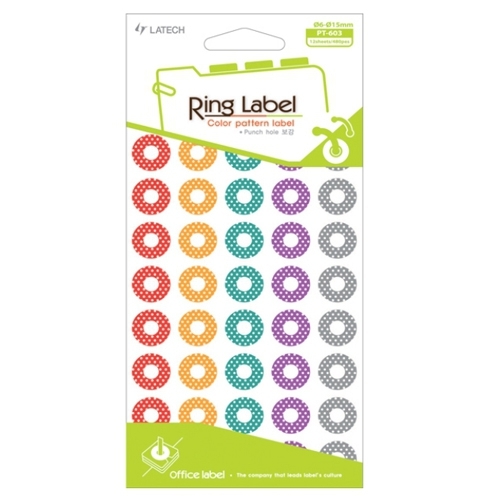 LATECH
Ø6-Ø15mm
PT-603
Ring Label
Color pattern label
• Punch hole 보강
Office label
• The company that leads label's culture